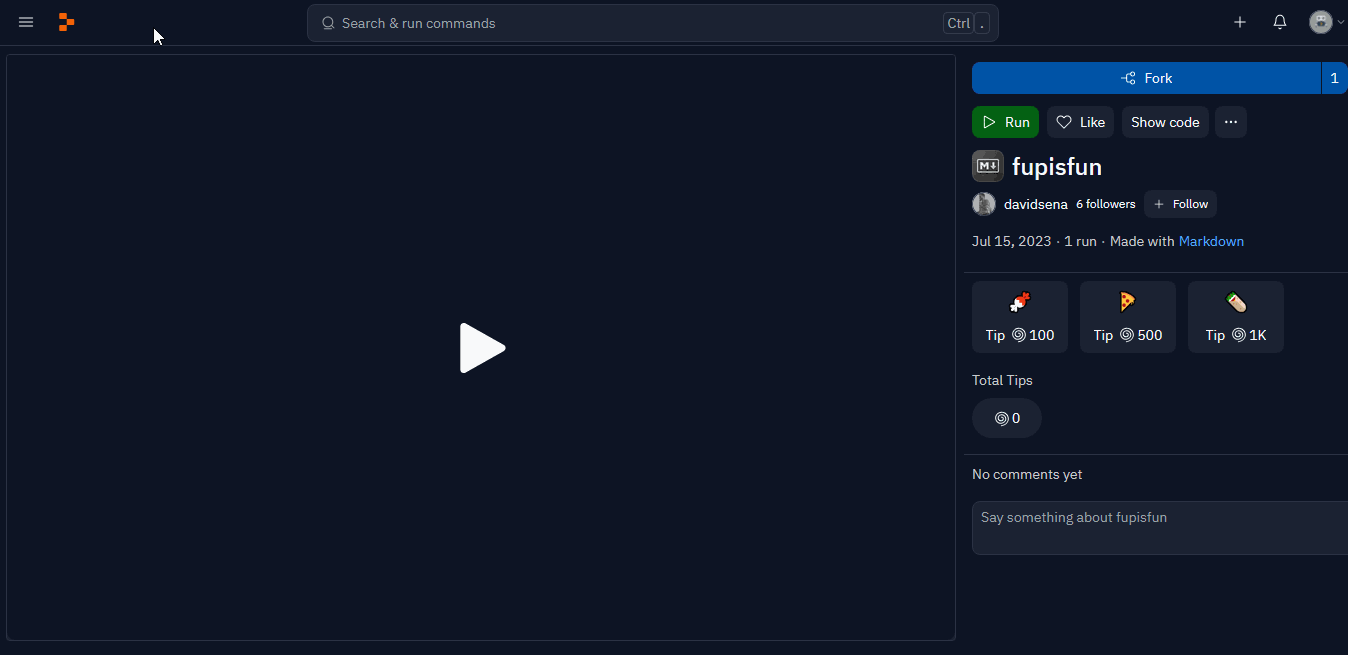 Search & run commands Ctrl .
Fork 1
Run Like Show code
M
fupisfun
davidsena 6 followers + Follow
Jul 15, 2023 · 1 run · Made with Markdown
Tip 100 Tip 500 Tip 1K
Total Tips
0
No comments yet
Say something about fupisfun